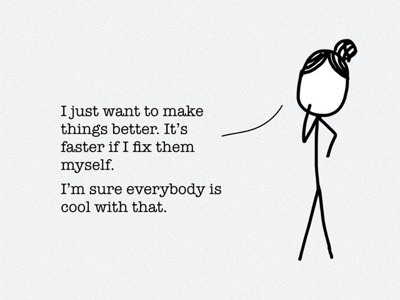 I just want to make
things better. It's
faster if I fix them
myself.
I'm sure everybody is
cool with that.